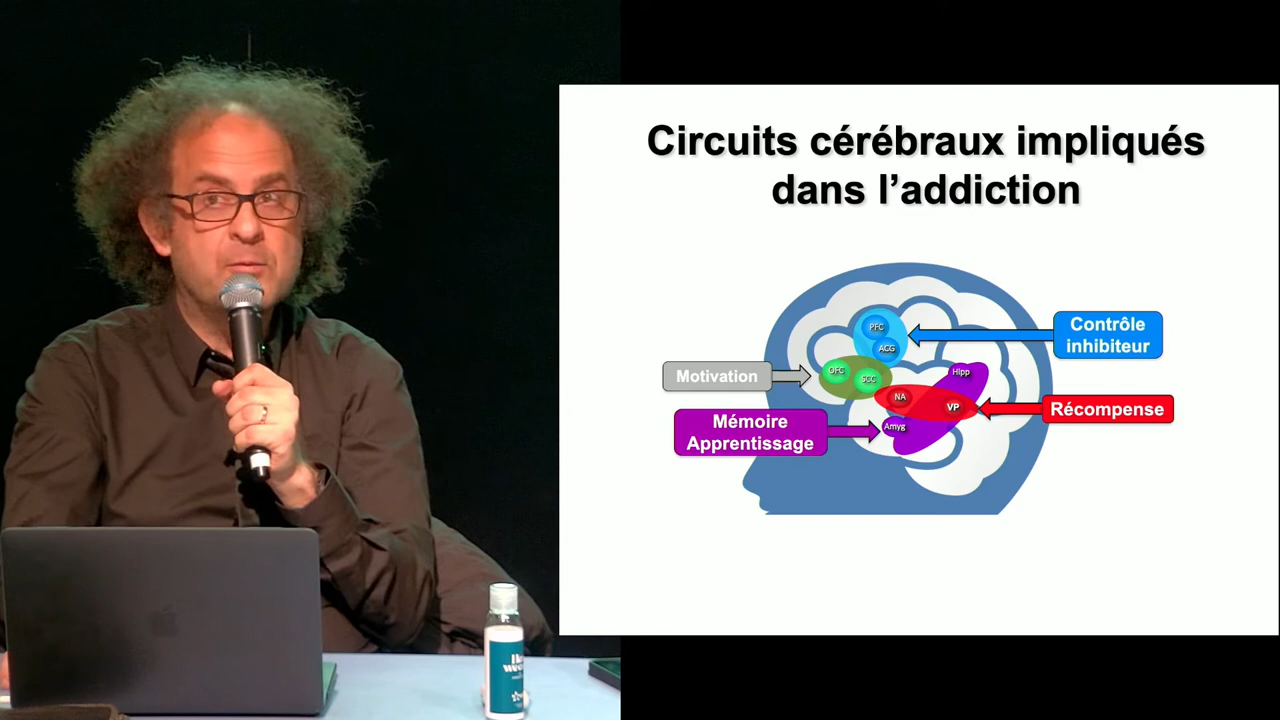 Circuits cérébraux impliqués
dans l’addiction
PFC
ACG
Contrôle
inhibiteur
Motivation
OFC
SCC
Hipp
NA
VP
Récompense
Mémoire
Apprentissage
Amyg